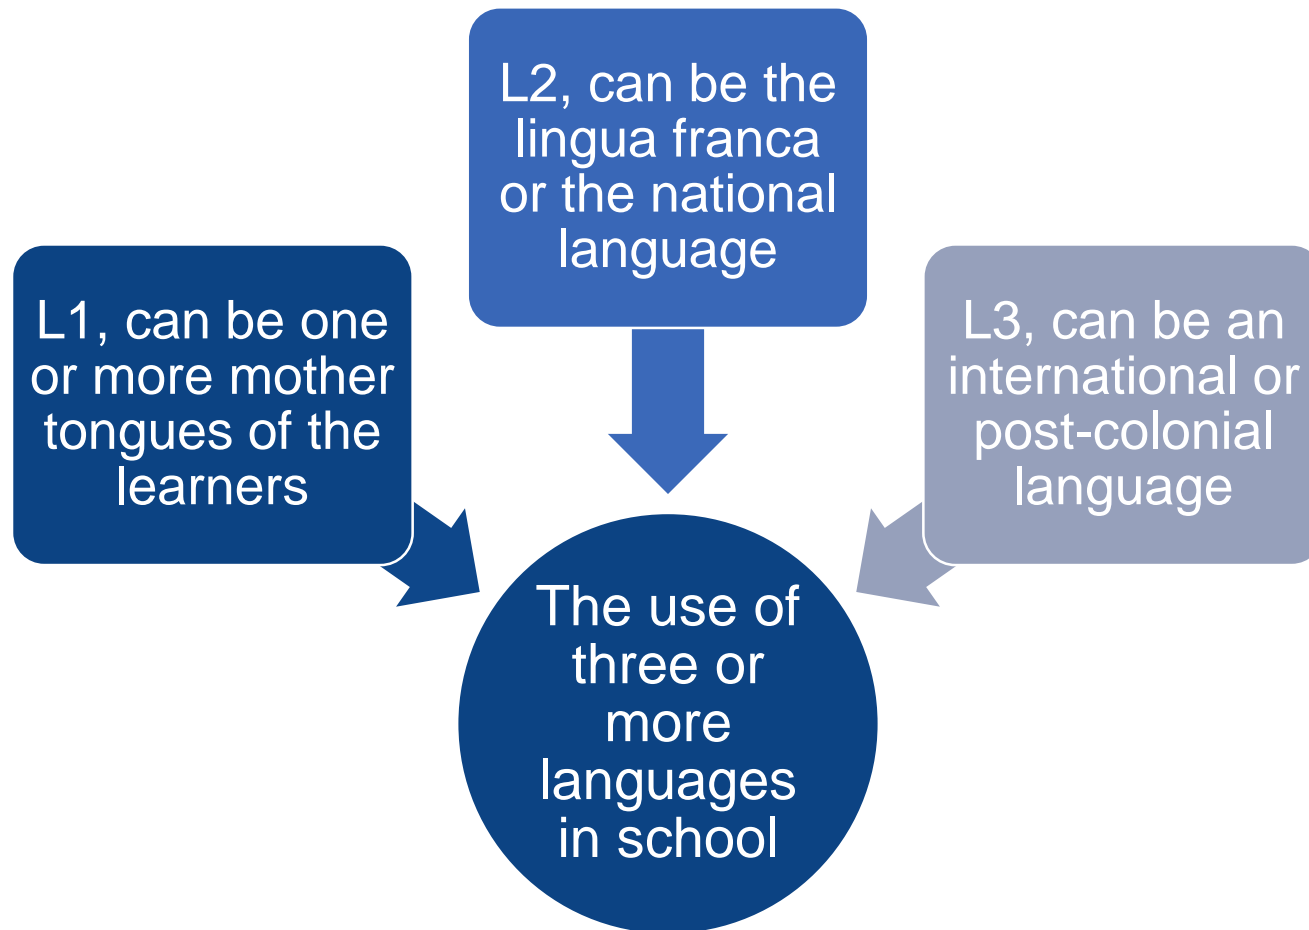 L1, can be one
or more mother
tongues of the
learners
L2, can be the
lingua franca
or the national
language
L3, can be an
international or
post-colonial
language
The use of
three or
more
languages
in school